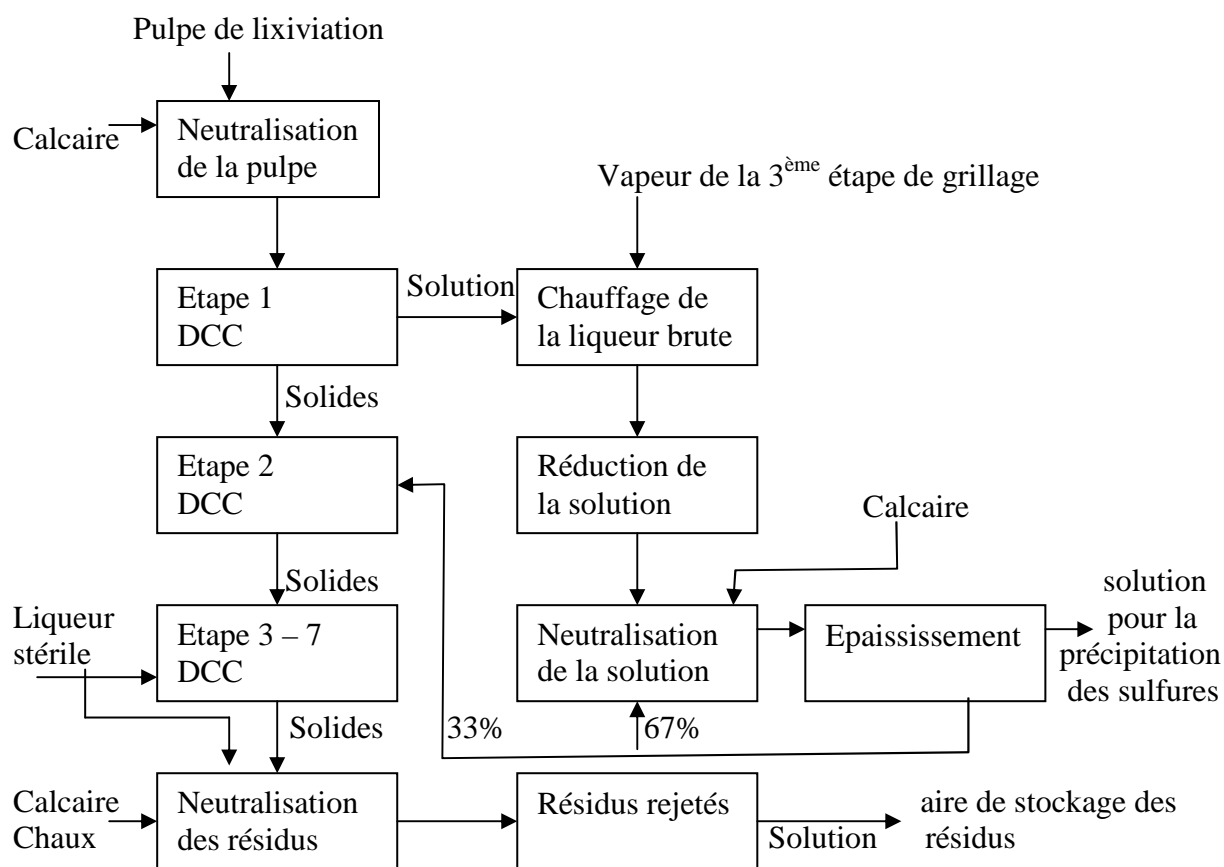 Pulpe de lixiviation
Calcaire
Neutralisation
de la pulpe
Vapeur de la 3ème étape de grillage
Etape 1
DCC
Solution
Chauffage de
la liqueur brute
Solides
Etape 2
DCC
Réduction de
la solution
Calcaire
Solides
Liqueur
stérile
Etape 3 – 7
DCC
Neutralisation
de la solution
Epaississement
solution
pour la
précipitation
des sulfures
Solides
33%
67%
Calcaire
Chaux
Neutralisation
des résidus
Résidus rejetés
Solution
aire de stockage des
résidus